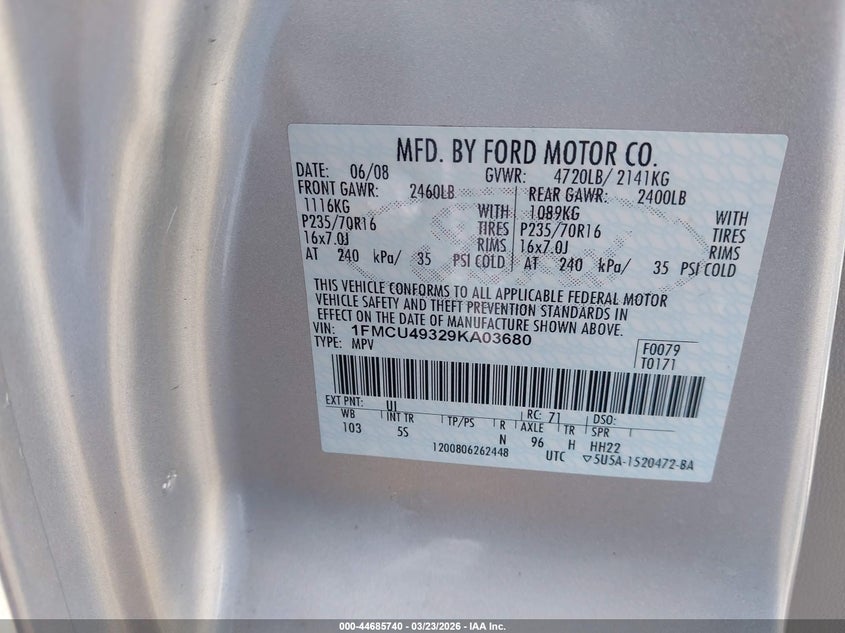 MFD. BY FORD MOTOR CO.
DATE: 06/08 GVWR: 4720LB/ 2141KG
FRONT GAWR: 2460LB REAR GAWR: 2400LB
1116KG WITH 1089KG WITH
P235/70R16 TIRES P235/70R16 TIRES
16x7.0J RIMS 16x7.0J RIMS
AT 240 kPa/ 35 PSI COLD AT 240 kPa/ 35 PSI COLD
THIS VEHICLE CONFORMS TO ALL APPLICABLE FEDERAL MOTOR
VEHICLE SAFETY AND THEFT PREVENTION STANDARDS IN
EFFECT ON THE DATE OF MANUFACTURE SHOWN ABOVE.
VIN: 1FMCU49329KA03680
TYPE: MPV
F0079
T0171
EXT PNT: UI RC: 71 DSO:
WB INT TR TP/PS R AXLE TR SPR
103 5S N 96 H HH22
1200806262448 UTC ▽5U5A-1520472-BA
000-44685740 - 03/23/2026 - IAA Inc.